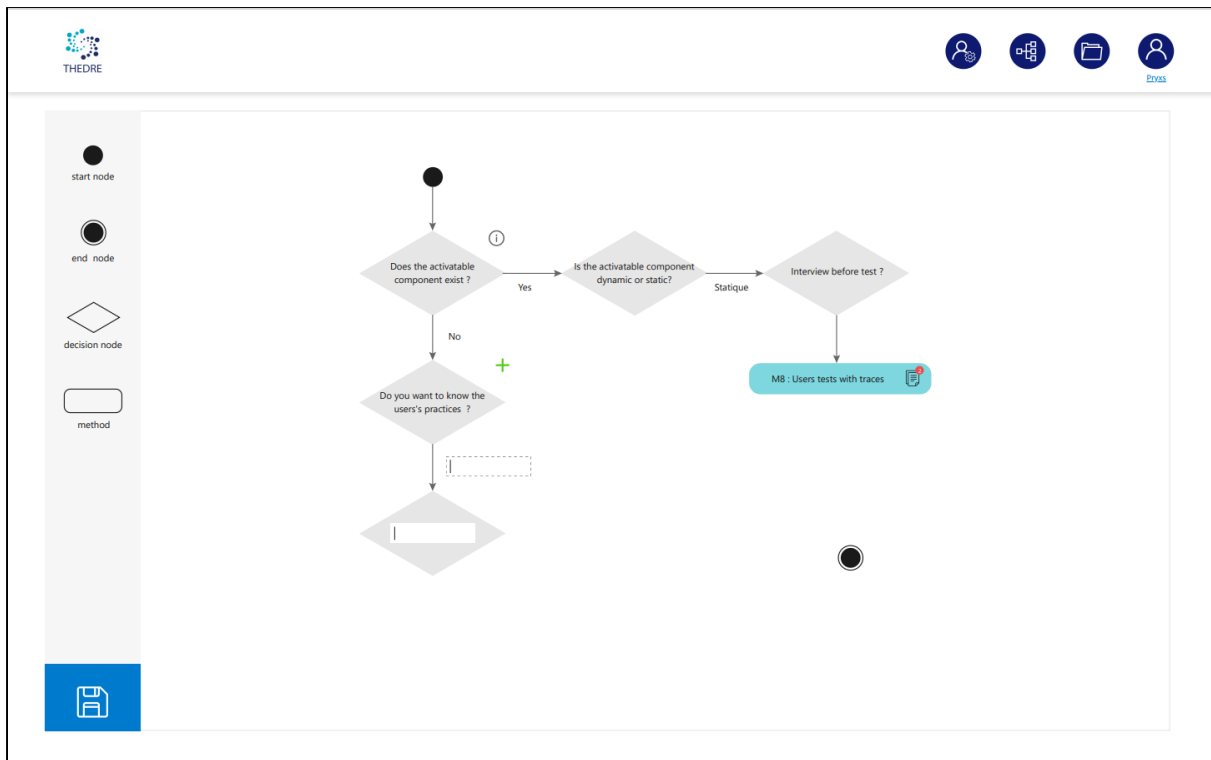 THEDRE
Pryxs
start node
end node
decision node
method
Does the activatable
component exist ?
Yes
Is the activatable component
dynamic or static?
Statique
Interview before test ?
No
M8 : Users tests with traces
2
Do you want to know the
users's practices ?